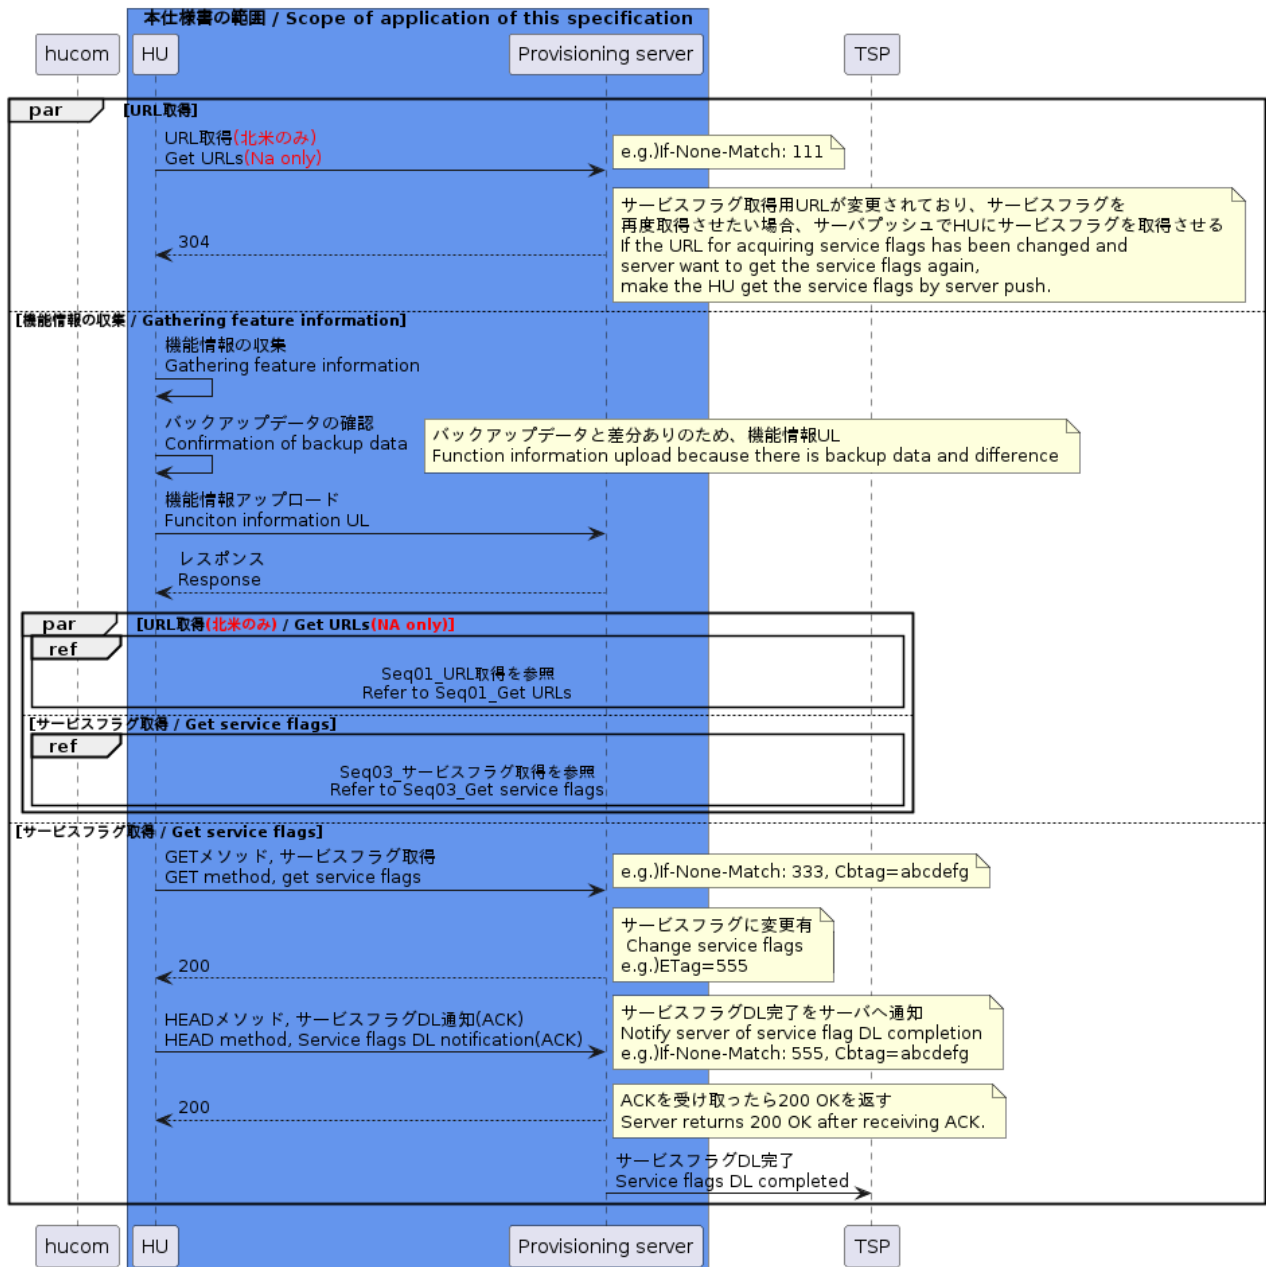 本仕様書の範囲 / Scope of application of this specification
hucom
HU
Provisioning server
TSP
par
[URL取得]
URL取得(北米のみ)
Get URLs(Na only)
e.g.)If-None-Match: 111
サービスフラグ取得用URLが変更されており、サービスフラグを
再度取得させたい場合、サーバプッシュでHUにサービスフラグを取得させる
If the URL for acquiring service flags has been changed and
server want to get the service flags again,
make the HU get the service flags by server push.
304
[機能情報の収集 / Gathering feature information]
機能情報の収集
Gathering feature information
バックアップデータの確認
Confirmation of backup data
バックアップデータと差分ありのため、機能情報UL
Function information upload because there is backup data and difference
機能情報アップロード
Funciton information UL
レスポンス
Response
par
[URL取得(北米のみ) / Get URLs(NA only)]
ref
Seq01_URL取得を参照
Refer to Seq01_Get URLs
[サービスフラグ取得 / Get service flags]
ref
Seq03_サービスフラグ取得を参照
Refer to Seq03_Get service flags
[サービスフラグ取得 / Get service flags]
GETメソッド, サービスフラグ取得
GET method, get service flags
e.g.)If-None-Match: 333, Cbtag=abcdefg
サービスフラグに変更有
Change service flags
e.g.)ETag=555
200
HEADメソッド, サービスフラグDL通知(ACK)
HEAD method, Service flags DL notification(ACK)
サービスフラグDL完了をサーバへ通知
Notify server of service flag DL completion
e.g.)If-None-Match: 555, Cbtag=abcdefg
200
ACKを受け取ったら200 OKを返す
Server returns 200 OK after receiving ACK.
サービスフラグDL完了
Service flags DL completed
hucom
HU
Provisioning server
TSP